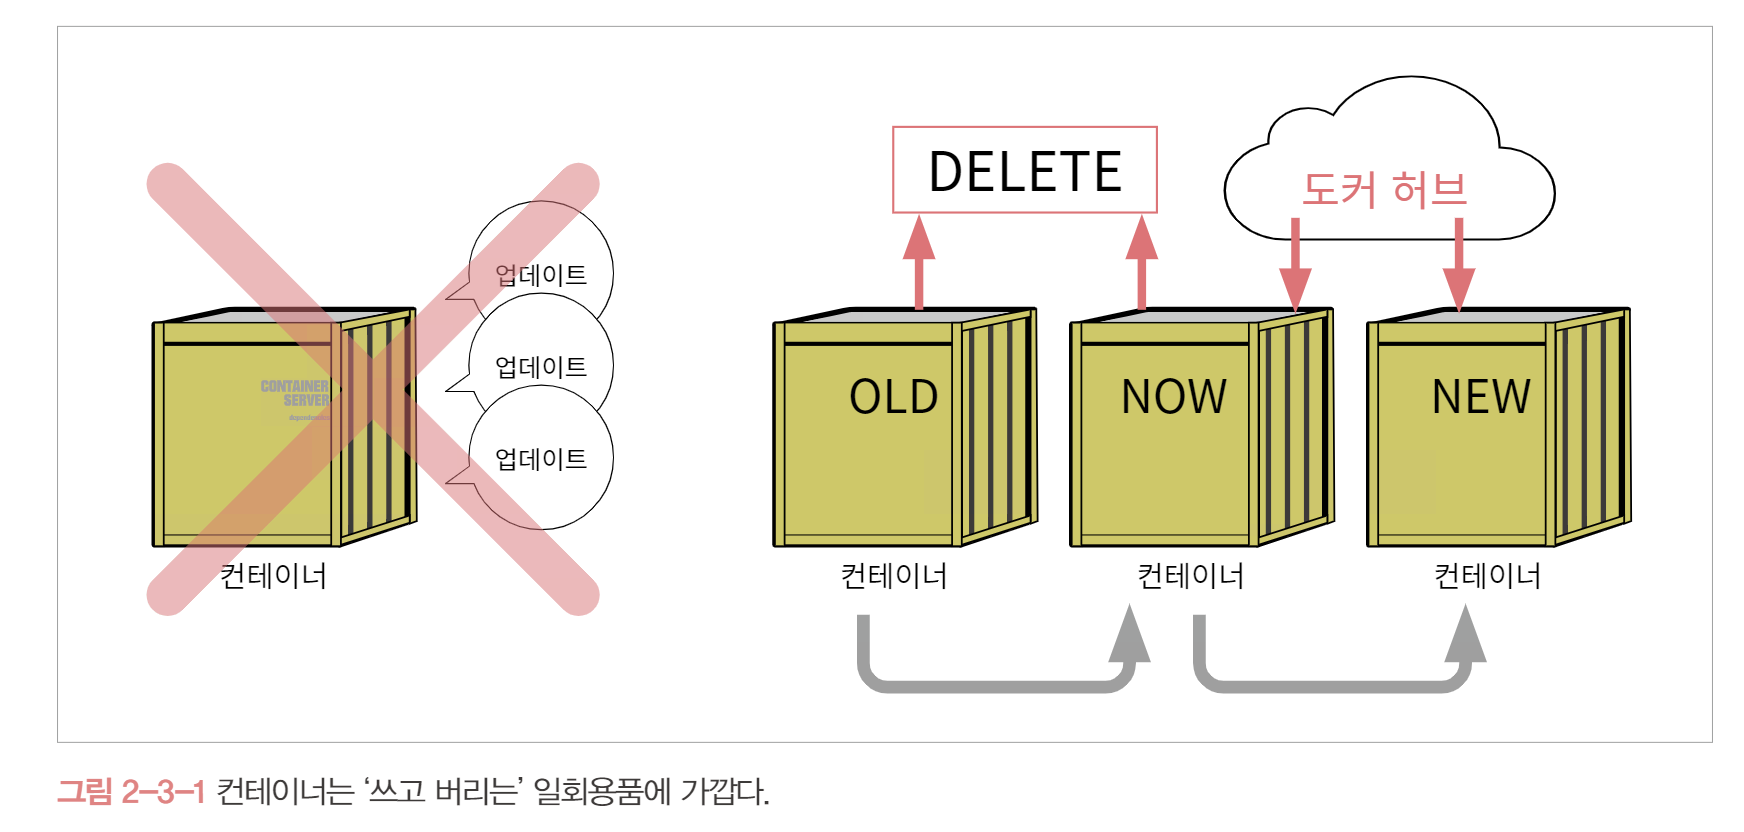 업데이트
업데이트
업데이트
CONTAINER
SERVER
컨테이너
DELETE
도커 허브
OLD
NOW
NEW
컨테이너
컨테이너
컨테이너
그림 2-3-1 컨테이너는 ‘쓰고 버리는’ 일회용품에 가깝다.